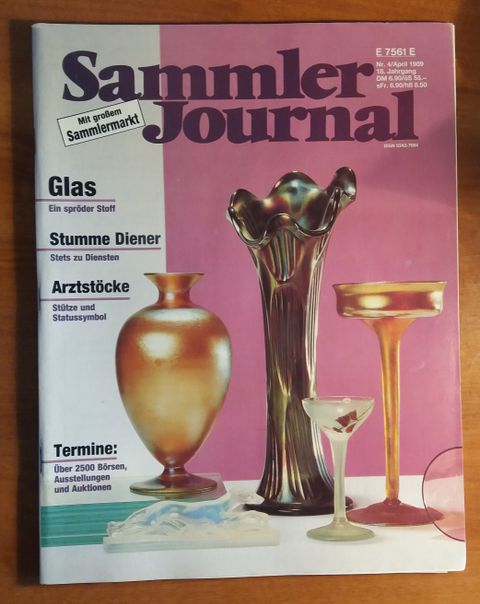 E 7561 E
Nr. 4/April 1989
18. Jahrgang
DM 6.90/öS 56.–
sFr. 6.90/hfl 8.50
Sammler
Journal
Mit großem
Sammlermarkt
Glas
Ein spröder Stoff
Stumme Diener
Stets zu Diensten
Arztstöcke
Stütze und
Statussymbol
Termine:
Über 2500 Börsen,
Ausstellungen
und Auktionen